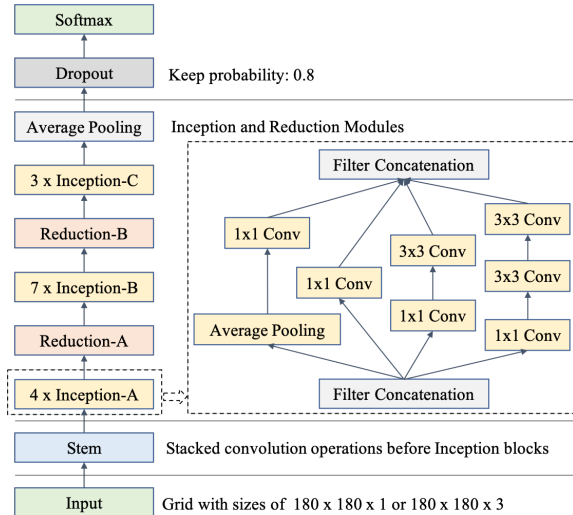 Softmax
Dropout
Keep probability: 0.8
Average Pooling
Inception and Reduction Modules
3 x Inception-C
Reduction-B
7 x Inception-B
Reduction-A
4 x Inception-A
Filter Concatenation
1x1 Conv
1x1 Conv
3x3 Conv
3x3 Conv
3x3 Conv
Average Pooling
1x1 Conv
1x1 Conv
Filter Concatenation
Stem
Stacked convolution operations before Inception blocks
Input
Grid with sizes of 180 x 180 x 1 or 180 x 180 x 3